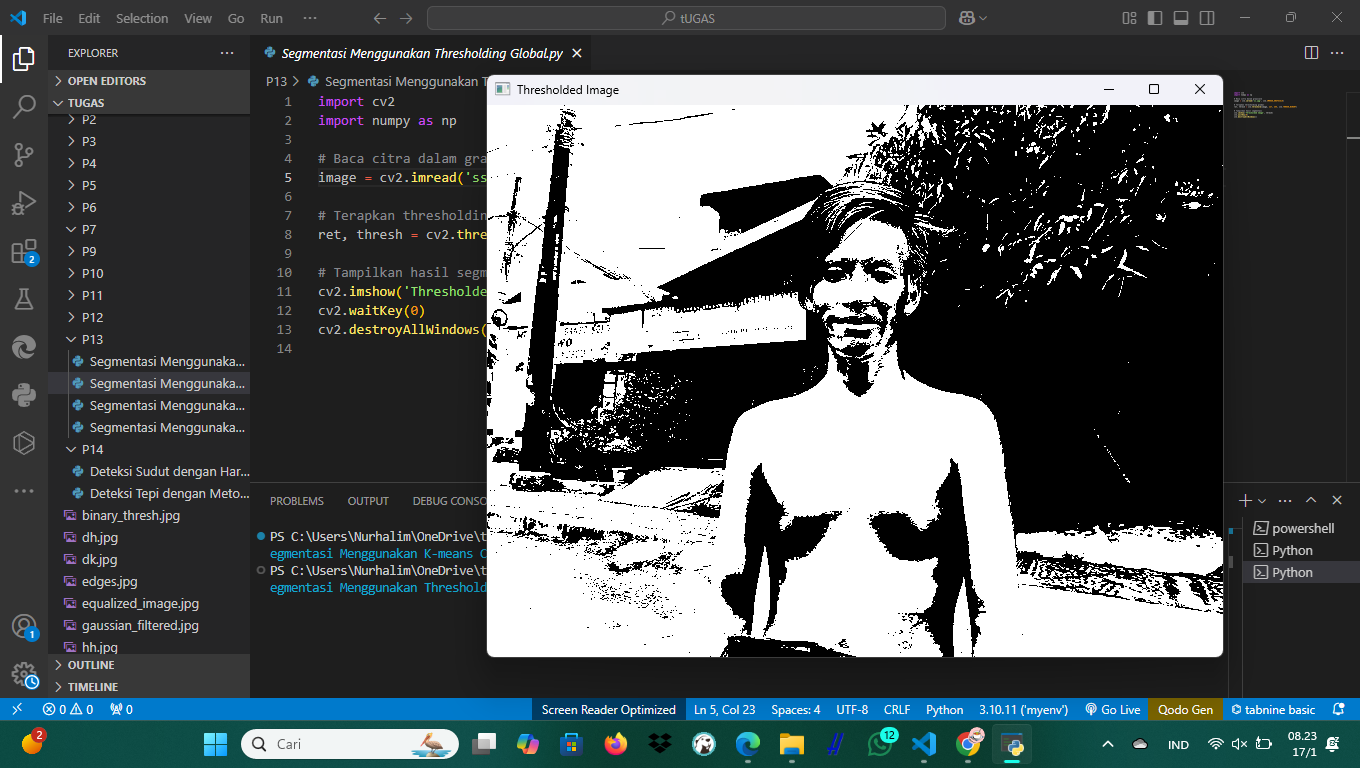 File Edit Selection View Go Run ··· tUGAS
EXPLORER
OPEN EDITORS
TUGAS
P2
P3
P4
P5
P6
P7
P9
P10
P11
P12
P13
Segmentasi Menggunaka...
Segmentasi Menggunaka...
Segmentasi Menggunaka...
Segmentasi Menggunaka...
P14
Deteksi Sudut dengan Har...
Deteksi Tepi dengan Meto...
binary_thresh.jpg
dh.jpg
dk.jpg
edges.jpg
equalized_image.jpg
gaussian_filtered.jpg
hh.jpg
OUTLINE
TIMELINE
Segmentasi Menggunakan Thresholding Global.py
P13 > Segmentasi Menggunakan T
1 import cv2
2 import numpy as np
3
4 # Baca citra dalam gra
5 image = cv2.imread('ss
6
7 # Terapkan thresholdin
8 ret, thresh = cv2.thre
9
10 # Tampilkan hasil segm
11 cv2.imshow('Thresholde
12 cv2.waitKey(0)
13 cv2.destroyAllWindows(
14
Thresholded Image
PROBLEMS OUTPUT DEBUG CONSO
PS C:\Users\Nurhalim\OneDrive\t
egmentasi Menggunakan K-means C
PS C:\Users\Nurhalim\OneDrive\t
egmentasi Menggunakan Threshold
powershell
Python
Python
2
1
0 0 0 Screen Reader Optimized Ln 5, Col 23 Spaces: 4 UTF-8 CRLF Python 3.10.11 ('myenv') Go Live Qodo Gen tabnine basic
2 Cari 12 IND 08.23
17/1